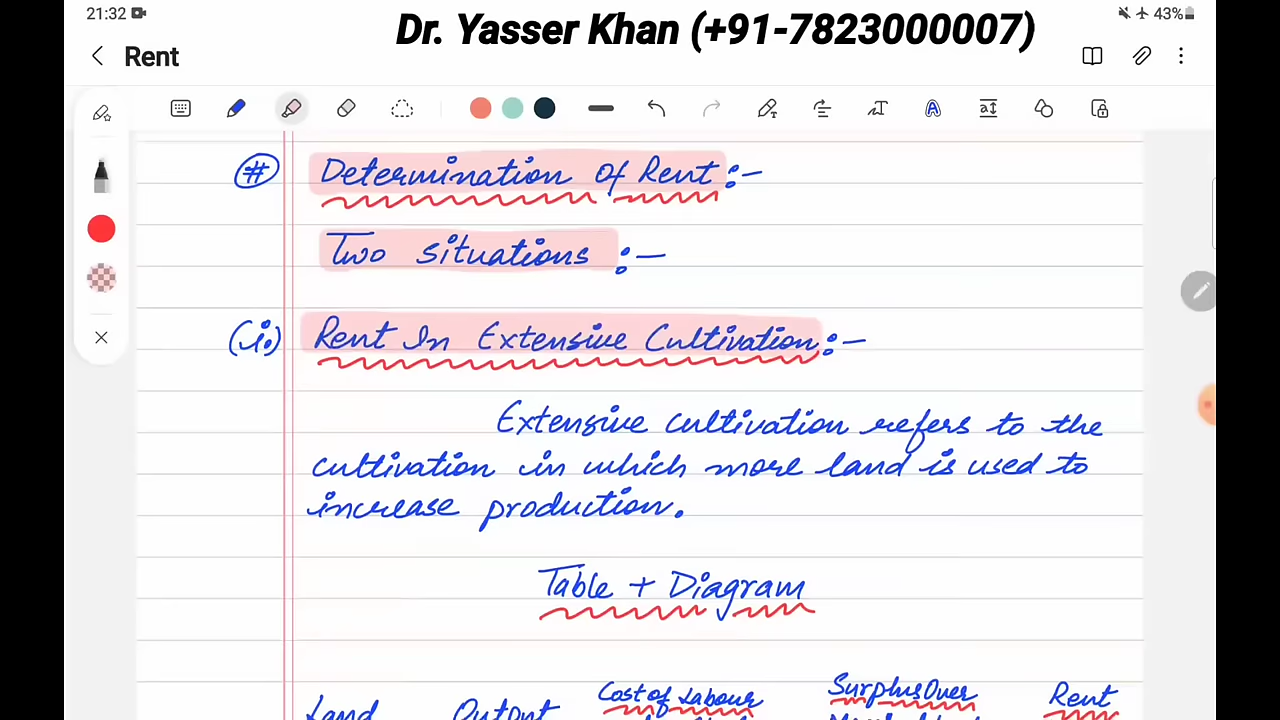 21:32
43%
Dr. Yasser Khan (+91-7823000007)
Rent
# Determination of Rent :-
Two situations :-
(i) Rent In Extensive Cultivation :-
Extensive cultivation refers to the
cultivation in which more land is used to
increase production.
Table + Diagram
Land Output Cost of Labour Surplus Over Rent